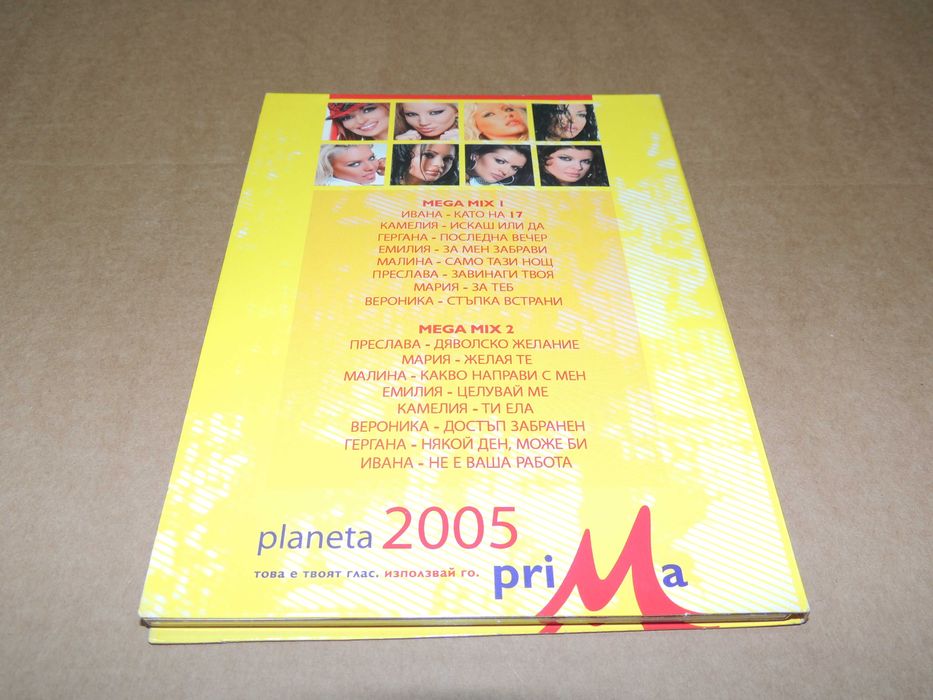 MEGA MIX 1
ИВАНА - КАТО НА 17
КАМЕЛИЯ - ИСКАШ ИЛИ ДА
ГЕРГАНА - ПОСЛЕДНА ВЕЧЕР
ЕМИЛИЯ - ЗА МЕН ЗАБРАВИ
МАЛИНА - САМО ТАЗИ НОЩ
ПРЕСЛАВА - ЗАВИНАГИ ТВОЯ
МАРИЯ - ЗА ТЕБ
ВЕРОНИКА - СТЪПКА ВСТРАНИ
MEGA MIX 2
ПРЕСЛАВА - ДЯВОЛСКО ЖЕЛАНИЕ
МАРИЯ - ЖЕЛАЯ ТЕ
МАЛИНА - КАКВО НАПРАВИ С МЕН
ЕМИЛИЯ - ЦЕЛУВАЙ МЕ
КАМЕЛИЯ - ТИ ЕЛА
ВЕРОНИКА - ДОСТЪП ЗАБРАНЕН
ГЕРГАНА - НЯКОЙ ДЕН, МОЖЕ БИ
ИВАНА - НЕ Е ВАША РАБОТА
planeta 2005
това е твоят глас. използвай го.
priMa